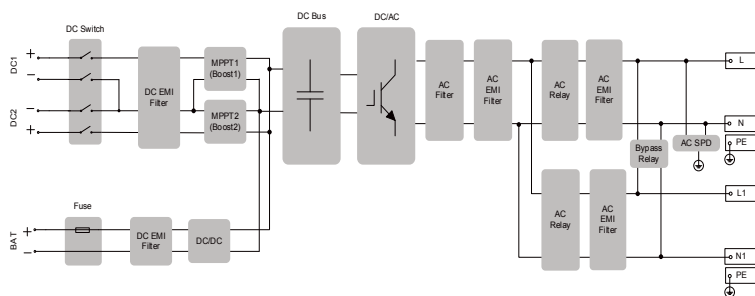 DC Switch
DC1
+
−
DC2
−
+
DC EMI
Filter
MPPT1
(Boost1)
MPPT2
(Boost2)
DC Bus
DC/AC
AC
Filter
AC
EMI
Filter
AC
Relay
AC
EMI
Filter
L
N
PE
AC SPD
Bypass
Relay
Fuse
BAT
+
−
DC EMI
Filter
DC/DC
AC
Relay
AC
EMI
Filter
L1
N1
PE